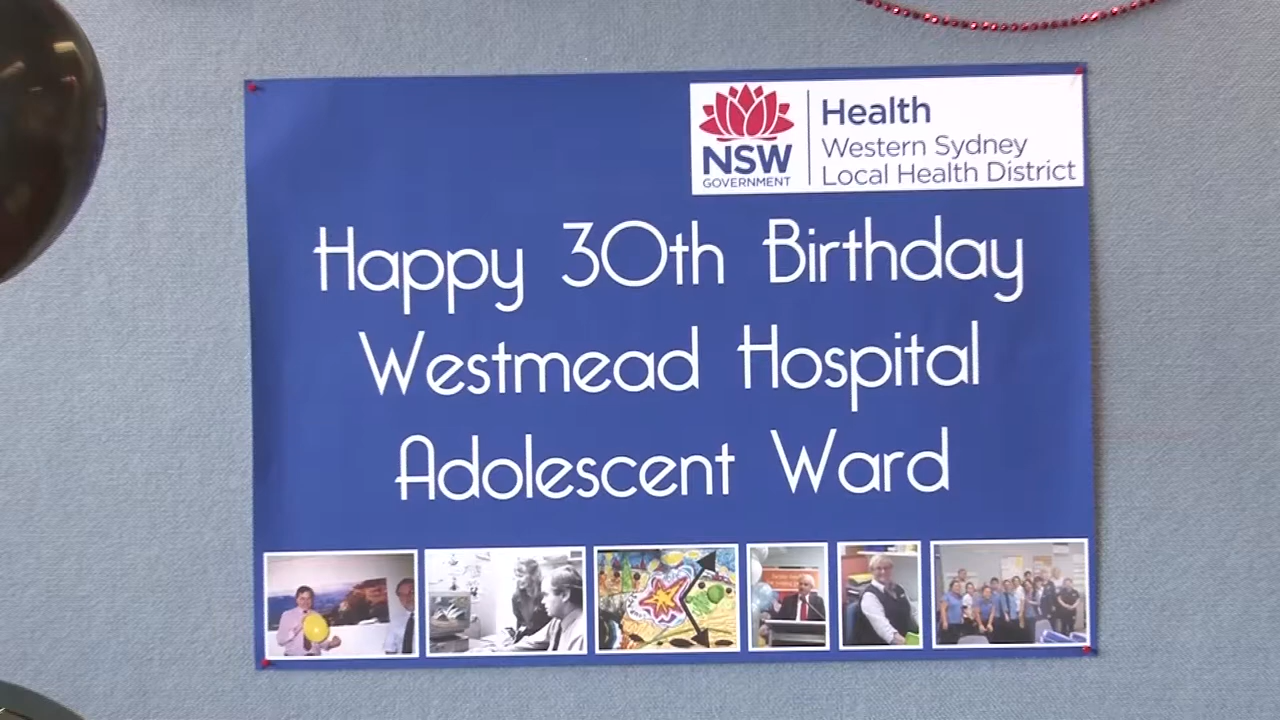 NSW
GOVERNMENT
Health
Western Sydney
Local Health District
Happy 30th Birthday
Westmead Hospital
Adolescent Ward